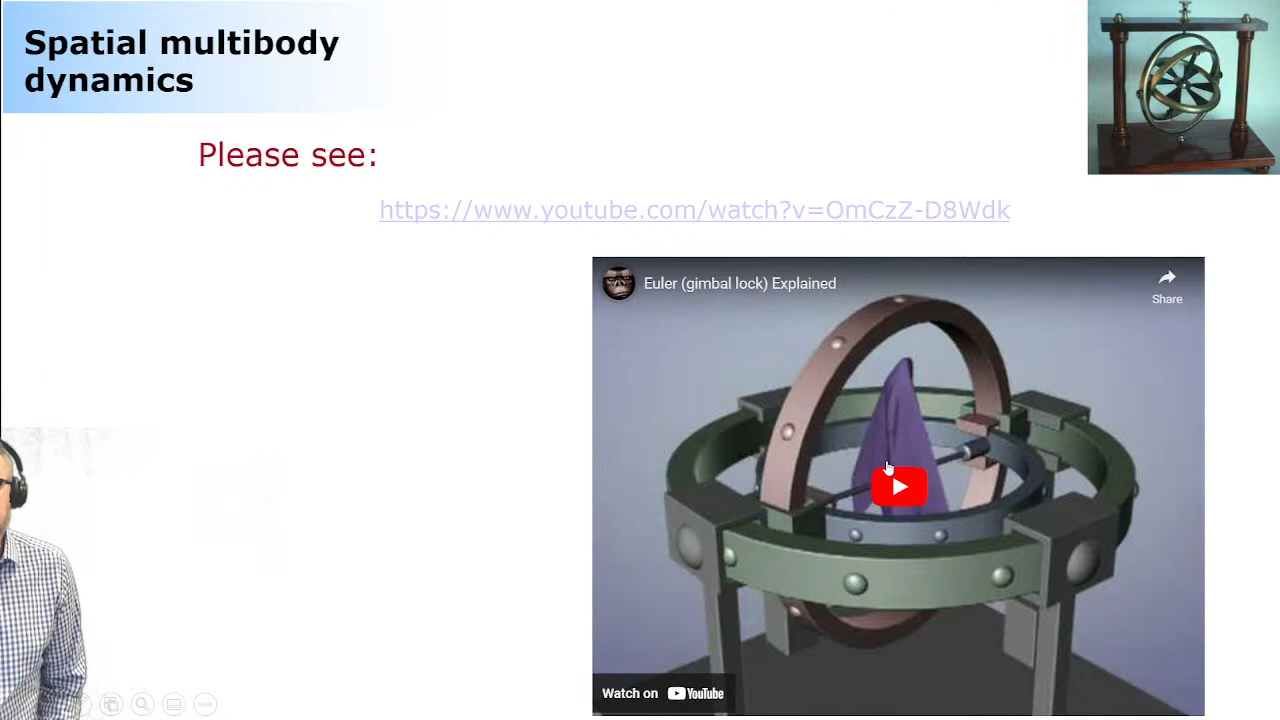 Spatial multibody
dynamics
Please see:
https://www.youtube.com/watch?v=OmCzZ-D8Wdk
Euler (gimbal lock) Explained
Share
Watch on YouTube